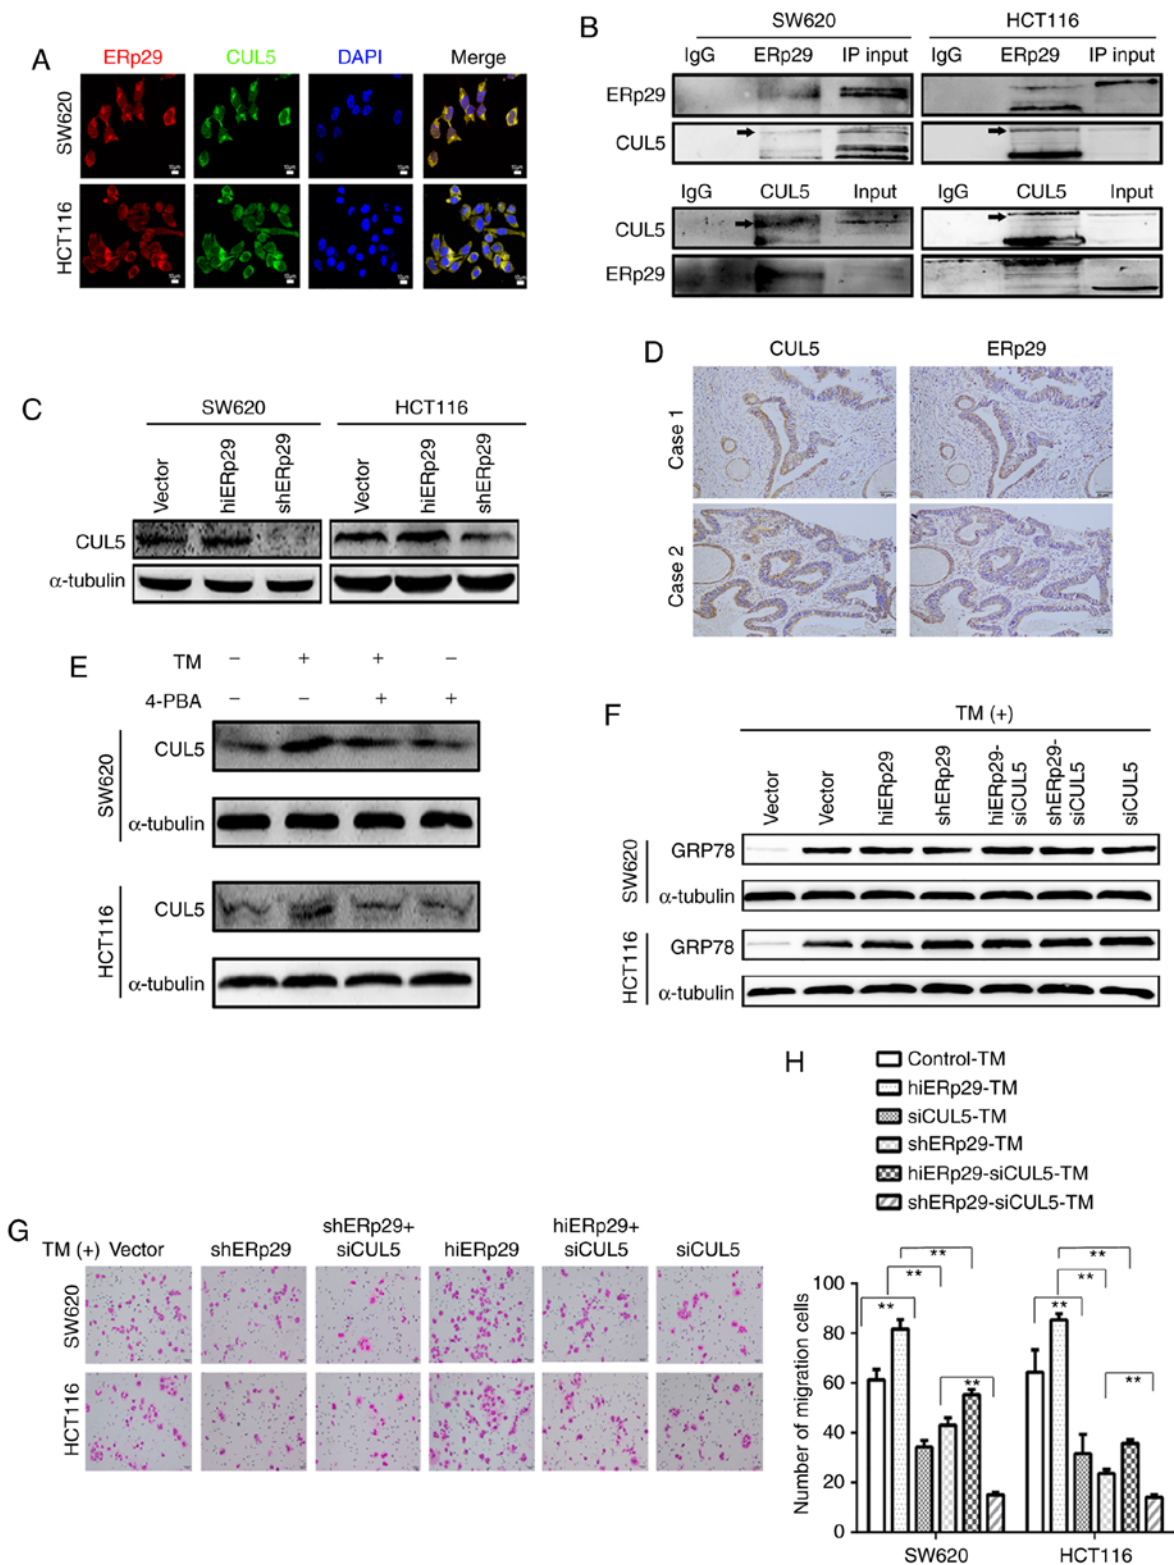 A
ERp29 CUL5 DAPI Merge
SW620
HCT116
B
SW620 HCT116
IgG ERp29 IP input IgG ERp29 IP input
ERp29
CUL5
IgG CUL5 Input IgG CUL5 Input
CUL5
ERp29
C
SW620 HCT116
Vector hiERp29 shERp29 Vector hiERp29 shERp29
CUL5
α-tubulin
D
CUL5 ERp29
Case 1
Case 2
E
TM – + + –
4-PBA – – + +
SW620
CUL5
α-tubulin
HCT116
CUL5
α-tubulin
F
TM (+)
Vector Vector hiERp29 shERp29 hiERp29-siCUL5 shERp29-siCUL5 siCUL5
SW620
GRP78
α-tubulin
HCT116
GRP78
α-tubulin
G
TM (+) Vector shERp29 shERp29+ siCUL5 hiERp29 hiERp29+ siCUL5 siCUL5
SW620
HCT116
H
Control-TM
hiERp29-TM
siCUL5-TM
shERp29-TM
hiERp29-siCUL5-TM
shERp29-siCUL5-TM
Number of migration cells
100
80
60
40
20
0
** ** ** **
** ** ** **
SW620 HCT116